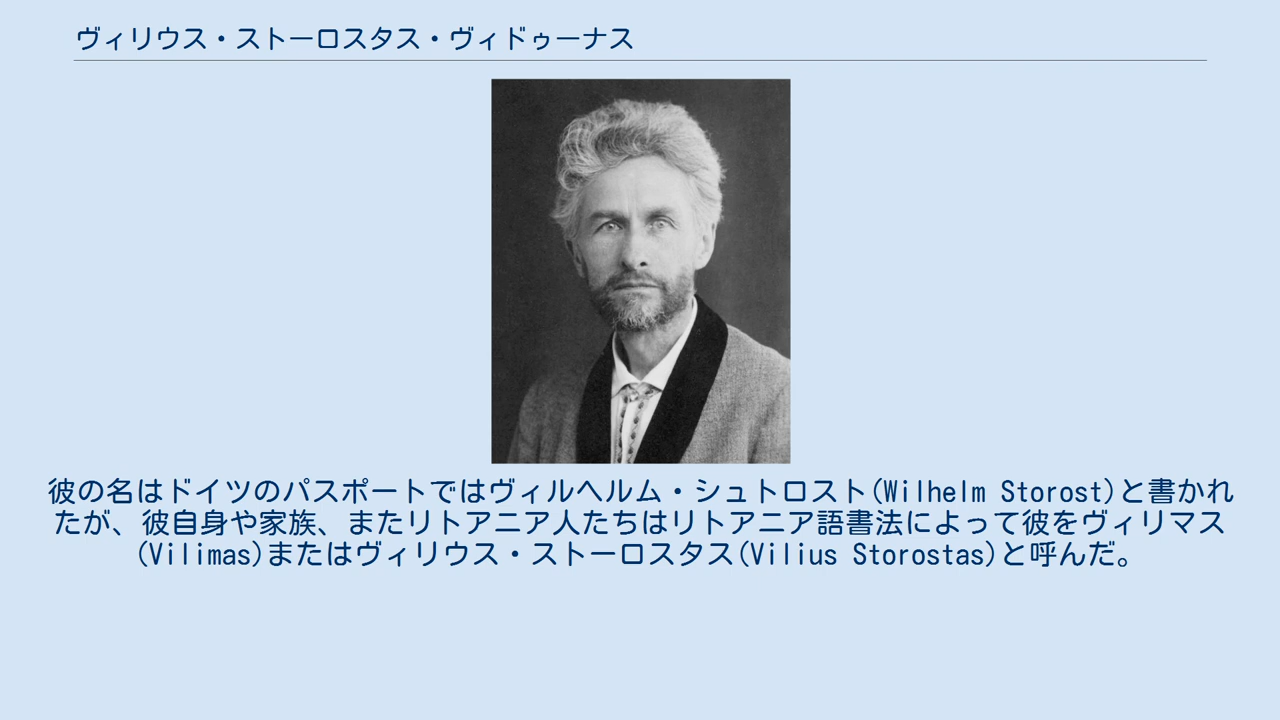 ヴィリウス・ストーロスタス・ヴィドゥーナス
彼の名はドイツのパスポートではヴィルヘルム・シュトロスト(Wilhelm Storost)と書かれ
たが、彼自身や家族、またリトアニア人たちはリトアニア語書法によって彼をヴィリマス
(Vilimas)またはヴィリウス・ストーロスタス(Vilius Storostas)と呼んだ。